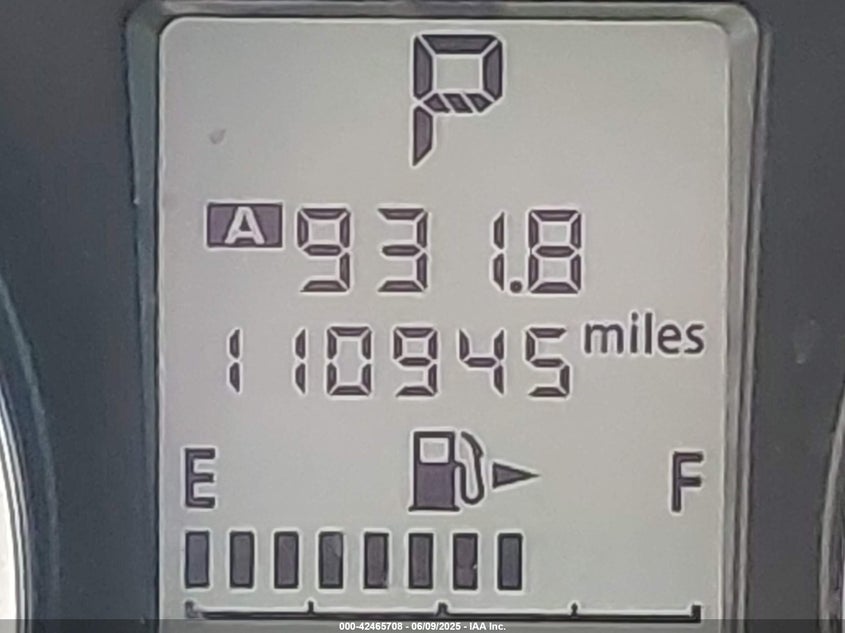 P
A 931.8
110945 miles
E F
000-42465708 - 06/09/2025 - IAA Inc.